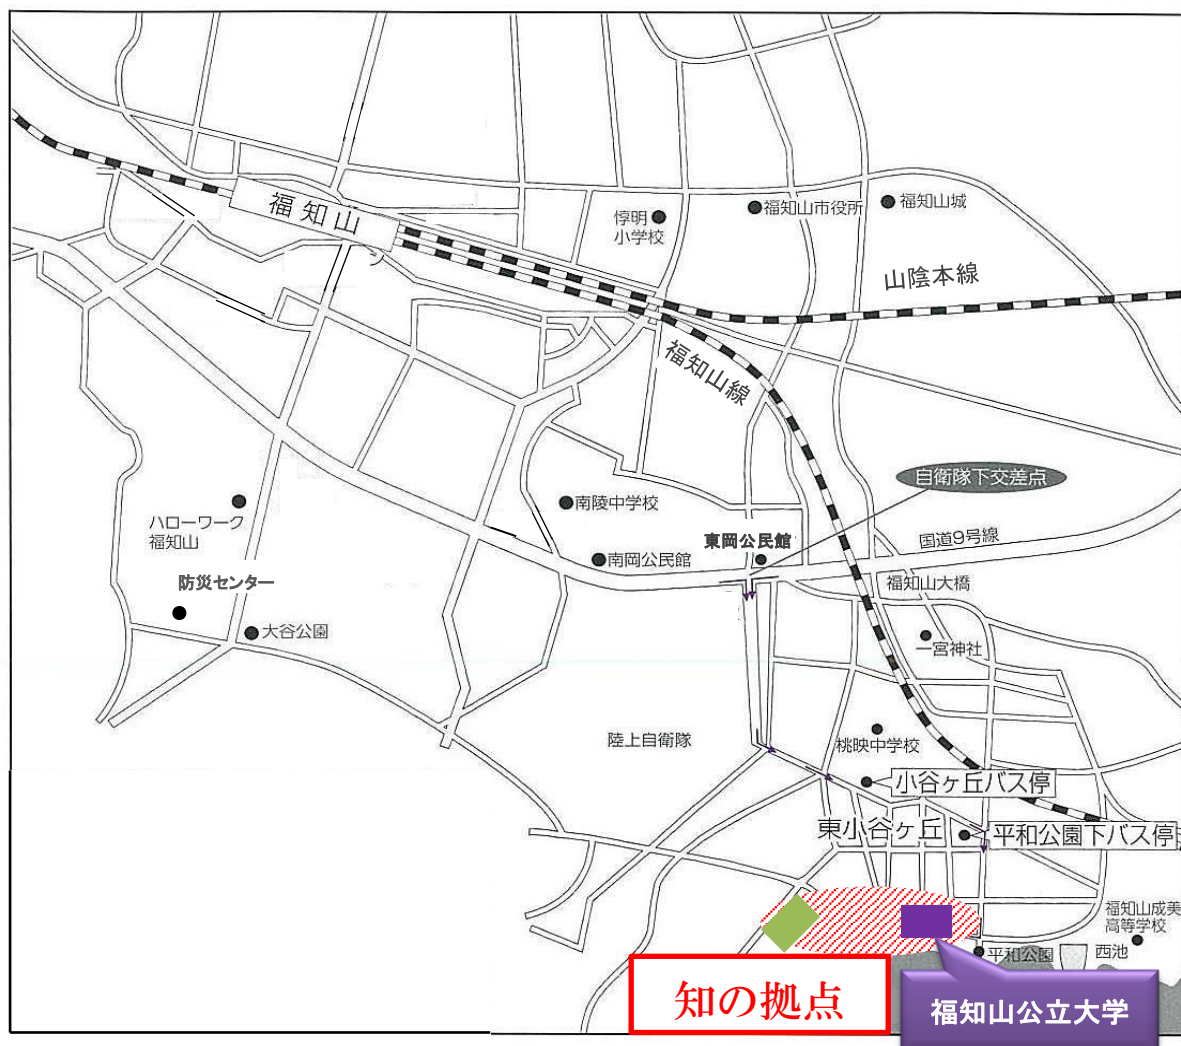 福知山
惇明
小学校
福知山市役所
福知山城
山陰本線
福知山線
自衛隊下交差点
ハローワーク
福知山
南陵中学校
東岡公民館
国道9号線
南岡公民館
防災センター
福知山大橋
大谷公園
一宮神社
陸上自衛隊
桃映中学校
小谷ヶ丘バス停
東小谷ヶ丘
平和公園下バス停
福知山成美
高等学校
平和公園
西池
知の拠点
福知山公立大学